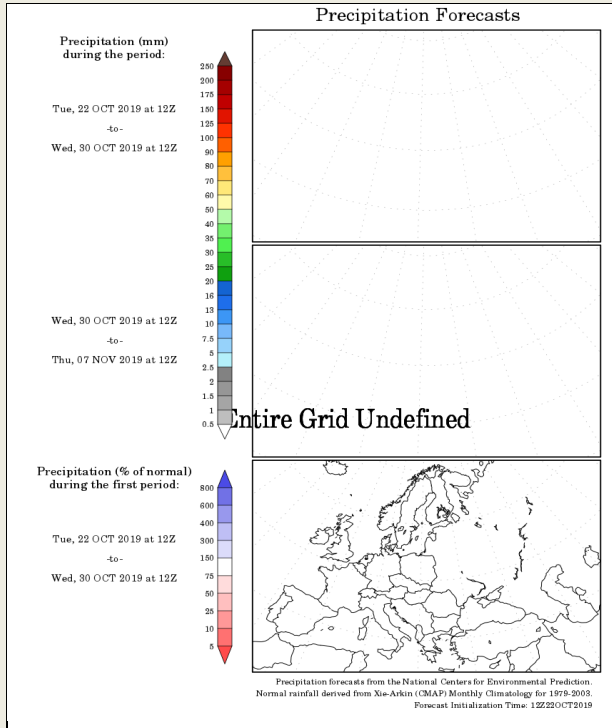 Precipitation Forecasts
Precipitation (mm)
during the period:
250
200
175
150
125
100
90
80
70
60
50
40
35
30
25
20
16
13
10
7.5
5
2.5
2
1.5
1
0.5
Tue, 22 OCT 2019 at 12Z
-to-
Wed, 30 OCT 2019 at 12Z
Wed, 30 OCT 2019 at 12Z
-to-
Thu, 07 NOV 2019 at 12Z
Entire Grid Undefined
Precipitation (% of normal)
during the first period:
800
600
400
300
150
75
50
25
10
5
Tue, 22 OCT 2019 at 12Z
-to-
Wed, 30 OCT 2019 at 12Z
Precipitation forecasts from the National Centers for Environmental Prediction.
Normal rainfall derived from Xie-Arkin (CMAP) Monthly Climatology for 1979-2003.
Forecast Initialization Time: 12Z22OCT2019